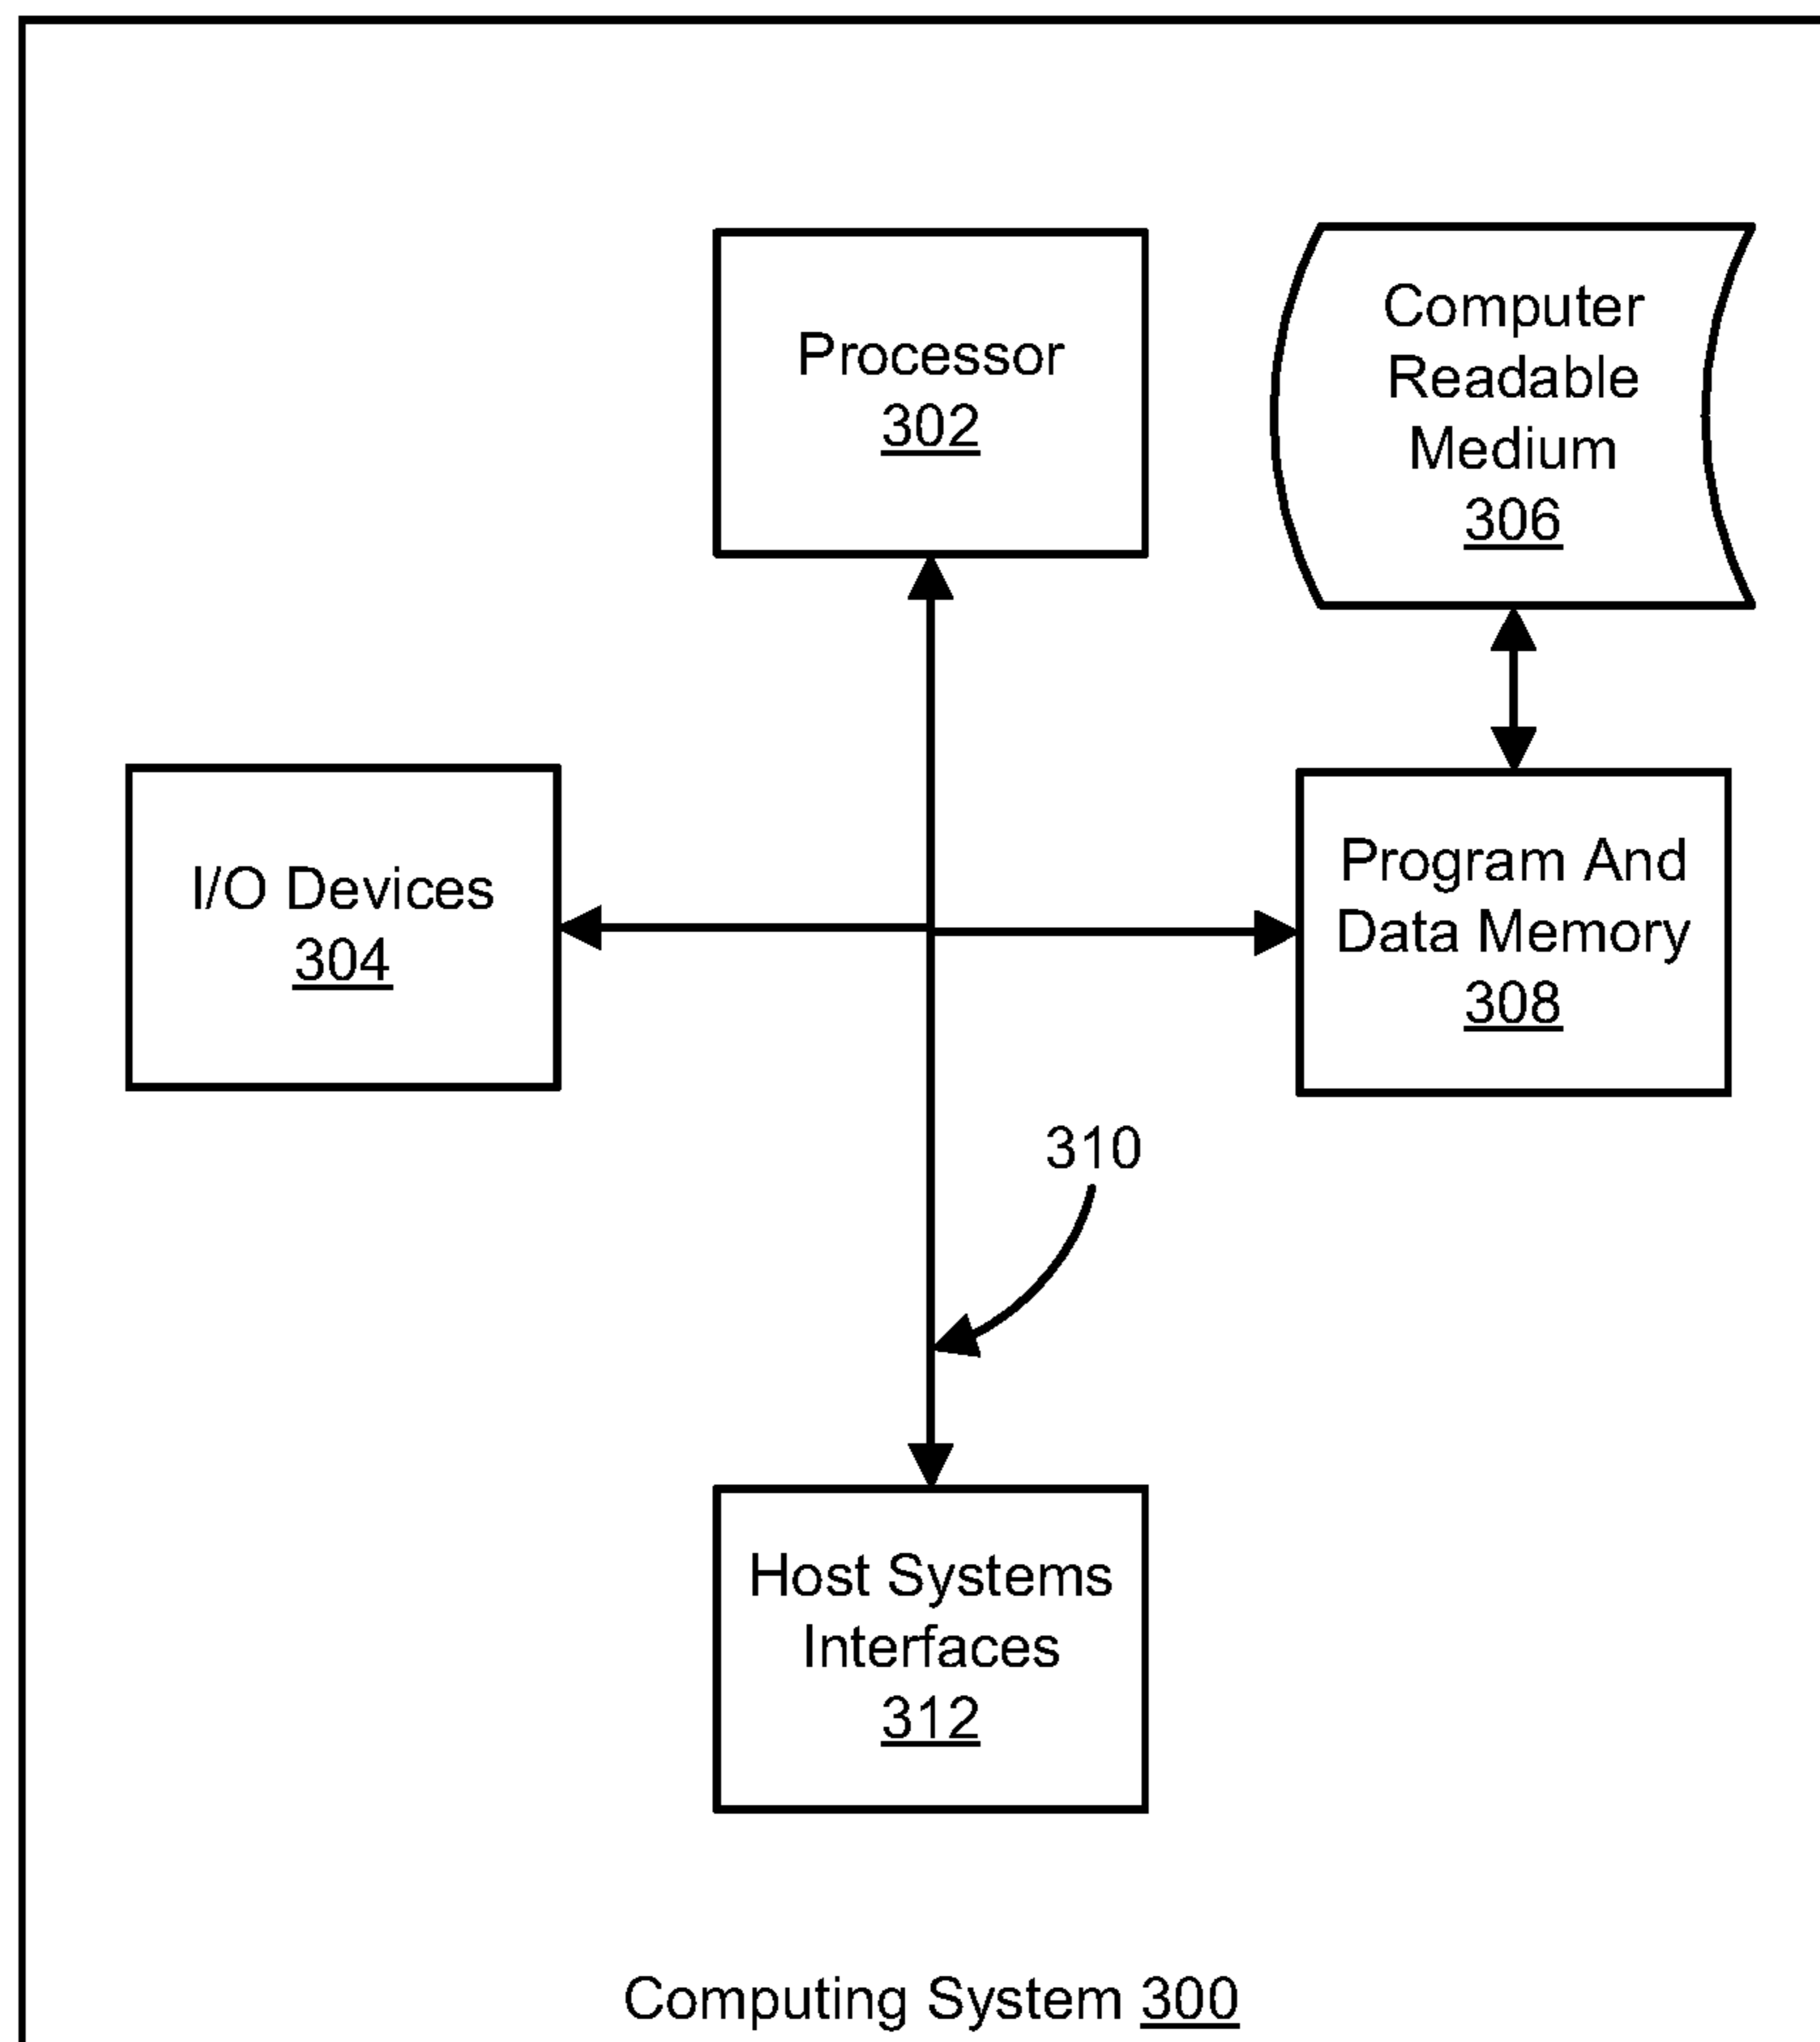 Processor
302
Computer
Readable
Medium
306
I/O Devices
304
Program And
Data Memory
308
310
Host Systems
Interfaces
312
Computing System 300